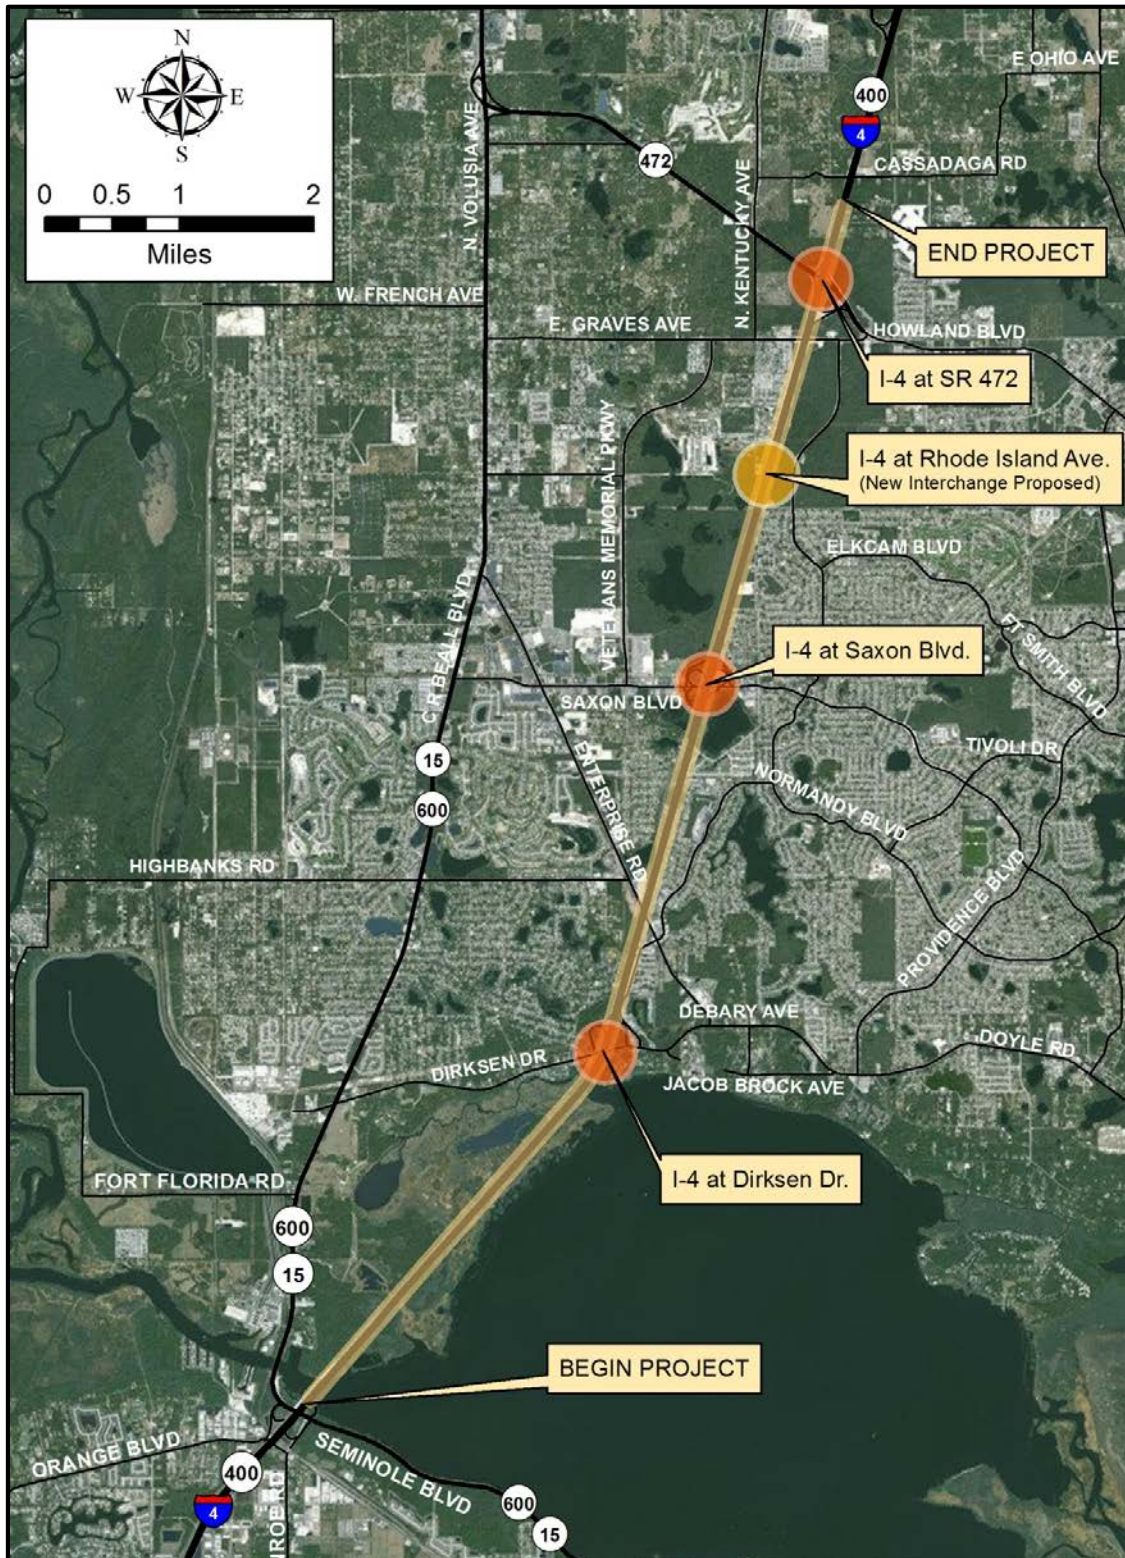 N
W E
S
0 0.5 1 2
Miles
N. VOLUSIA AVE
472
N. KENTUCKY AVE
400
4
E OHIO AVE
CASSADAGA RD
END PROJECT
W. FRENCH AVE
E. GRAVES AVE
HOWLAND BLVD
I-4 at SR 472
VETERANS MEMORIAL PKWY
I-4 at Rhode Island Ave.
(New Interchange Proposed)
ELKCAM BLVD
C R BEALL BLVD
FT SMITH BLVD
I-4 at Saxon Blvd.
SAXON BLVD
15
600
ENTERPRISE RD
TIVOLI DR
NORMANDY BLVD
HIGHBANKS RD
PROVIDENCE BLVD
DEBARY AVE
DOYLE RD
DIRKSEN DR
JACOB BROCK AVE
I-4 at Dirksen Dr.
FORT FLORIDA RD
600
15
BEGIN PROJECT
ORANGE BLVD
SEMINOLE BLVD
400
4
RD
600
15